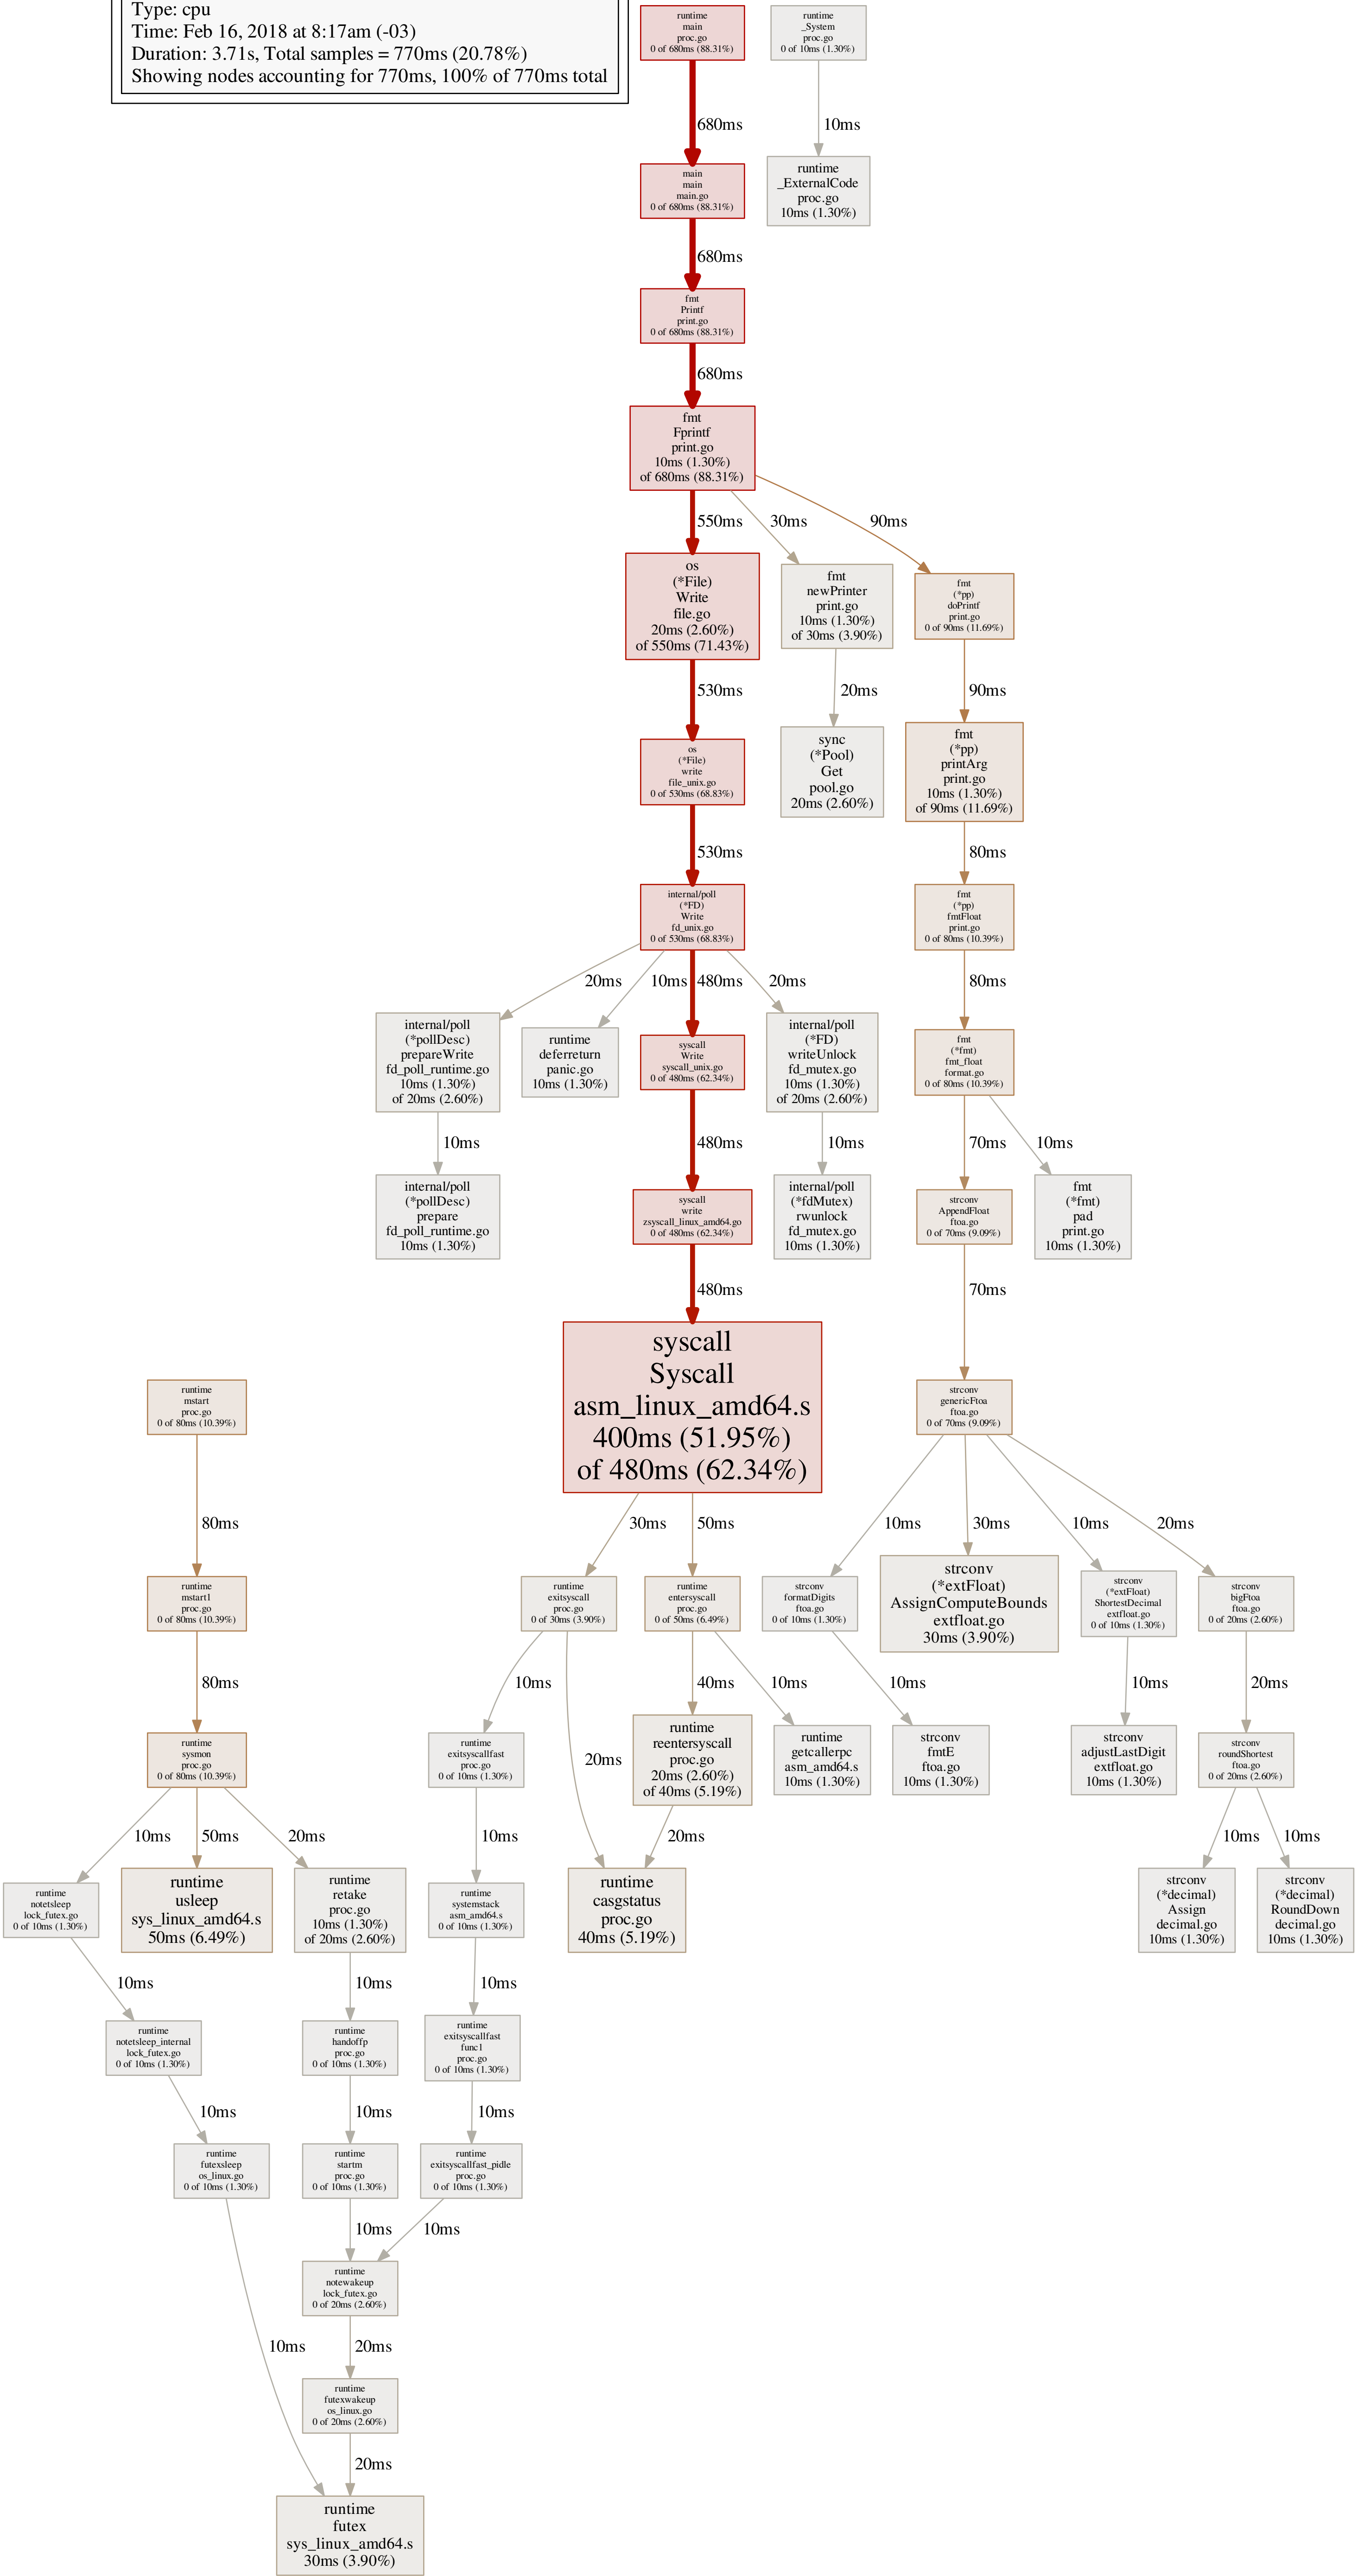 Type: cpu
Time: Feb 16, 2018 at 8:17am (-03)
Duration: 3.71s, Total samples = 770ms (20.78%)
Showing nodes accounting for 770ms, 100% of 770ms total
runtime
main
proc.go
0 of 680ms (88.31%)
runtime
_System
proc.go
0 of 10ms (1.30%)
680ms
10ms
main
main
main.go
0 of 680ms (88.31%)
runtime
_ExternalCode
proc.go
10ms (1.30%)
680ms
fmt
Printf
print.go
0 of 680ms (88.31%)
680ms
fmt
Fprintf
print.go
10ms (1.30%)
of 680ms (88.31%)
550ms
30ms
90ms
os
(*File)
Write
file.go
20ms (2.60%)
of 550ms (71.43%)
fmt
newPrinter
print.go
10ms (1.30%)
of 30ms (3.90%)
fmt
(*pp)
doPrintf
print.go
0 of 90ms (11.69%)
530ms
20ms
90ms
os
(*File)
write
file_unix.go
0 of 530ms (68.83%)
sync
(*Pool)
Get
pool.go
20ms (2.60%)
fmt
(*pp)
printArg
print.go
10ms (1.30%)
of 90ms (11.69%)
530ms
80ms
internal/poll
(*FD)
Write
fd_unix.go
0 of 530ms (68.83%)
fmt
(*pp)
fmtFloat
print.go
0 of 80ms (10.39%)
20ms
10ms
480ms
20ms
80ms
internal/poll
(*pollDesc)
prepareWrite
fd_poll_runtime.go
10ms (1.30%)
of 20ms (2.60%)
runtime
deferreturn
panic.go
10ms (1.30%)
syscall
Write
syscall_unix.go
0 of 480ms (62.34%)
internal/poll
(*FD)
writeUnlock
fd_mutex.go
10ms (1.30%)
of 20ms (2.60%)
fmt
(*fmt)
fmt_float
format.go
0 of 80ms (10.39%)
10ms
480ms
10ms
70ms
10ms
internal/poll
(*pollDesc)
prepare
fd_poll_runtime.go
10ms (1.30%)
syscall
write
zsyscall_linux_amd64.go
0 of 480ms (62.34%)
internal/poll
(*fdMutex)
rwunlock
fd_mutex.go
10ms (1.30%)
strconv
AppendFloat
ftoa.go
0 of 70ms (9.09%)
fmt
(*fmt)
pad
print.go
10ms (1.30%)
480ms
70ms
runtime
mstart
proc.go
0 of 80ms (10.39%)
syscall
Syscall
asm_linux_amd64.s
400ms (51.95%)
of 480ms (62.34%)
strconv
genericFtoa
ftoa.go
0 of 70ms (9.09%)
80ms
30ms
50ms
10ms
30ms
10ms
20ms
runtime
mstart1
proc.go
0 of 80ms (10.39%)
runtime
exitsyscall
proc.go
0 of 30ms (3.90%)
runtime
entersyscall
proc.go
0 of 50ms (6.49%)
strconv
formatDigits
ftoa.go
0 of 10ms (1.30%)
strconv
(*extFloat)
AssignComputeBounds
extfloat.go
30ms (3.90%)
strconv
(*extFloat)
ShortestDecimal
extfloat.go
0 of 10ms (1.30%)
strconv
bigFtoa
ftoa.go
0 of 20ms (2.60%)
80ms
10ms
20ms
40ms
10ms
10ms
10ms
20ms
runtime
sysmon
proc.go
0 of 80ms (10.39%)
runtime
exitsyscallfast
proc.go
0 of 10ms (1.30%)
runtime
reentersyscall
proc.go
20ms (2.60%)
of 40ms (5.19%)
runtime
getcallerpc
asm_amd64.s
10ms (1.30%)
strconv
fmtE
ftoa.go
10ms (1.30%)
strconv
adjustLastDigit
extfloat.go
10ms (1.30%)
strconv
roundShortest
ftoa.go
0 of 20ms (2.60%)
10ms
50ms
20ms
10ms
20ms
10ms
10ms
runtime
notetsleep
lock_futex.go
0 of 10ms (1.30%)
runtime
usleep
sys_linux_amd64.s
50ms (6.49%)
runtime
retake
proc.go
10ms (1.30%)
of 20ms (2.60%)
runtime
systemstack
asm_amd64.s
0 of 10ms (1.30%)
runtime
casgstatus
proc.go
40ms (5.19%)
strconv
(*decimal)
Assign
decimal.go
10ms (1.30%)
strconv
(*decimal)
RoundDown
decimal.go
10ms (1.30%)
10ms
10ms
10ms
runtime
notetsleep_internal
lock_futex.go
0 of 10ms (1.30%)
runtime
handoffp
proc.go
0 of 10ms (1.30%)
runtime
exitsyscallfast
func1
proc.go
0 of 10ms (1.30%)
10ms
10ms
10ms
runtime
futexsleep
os_linux.go
0 of 10ms (1.30%)
runtime
startm
proc.go
0 of 10ms (1.30%)
runtime
exitsyscallfast_pidle
proc.go
0 of 10ms (1.30%)
10ms
10ms
runtime
notewakeup
lock_futex.go
0 of 20ms (2.60%)
10ms
20ms
runtime
futexwakeup
os_linux.go
0 of 20ms (2.60%)
20ms
runtime
futex
sys_linux_amd64.s
30ms (3.90%)